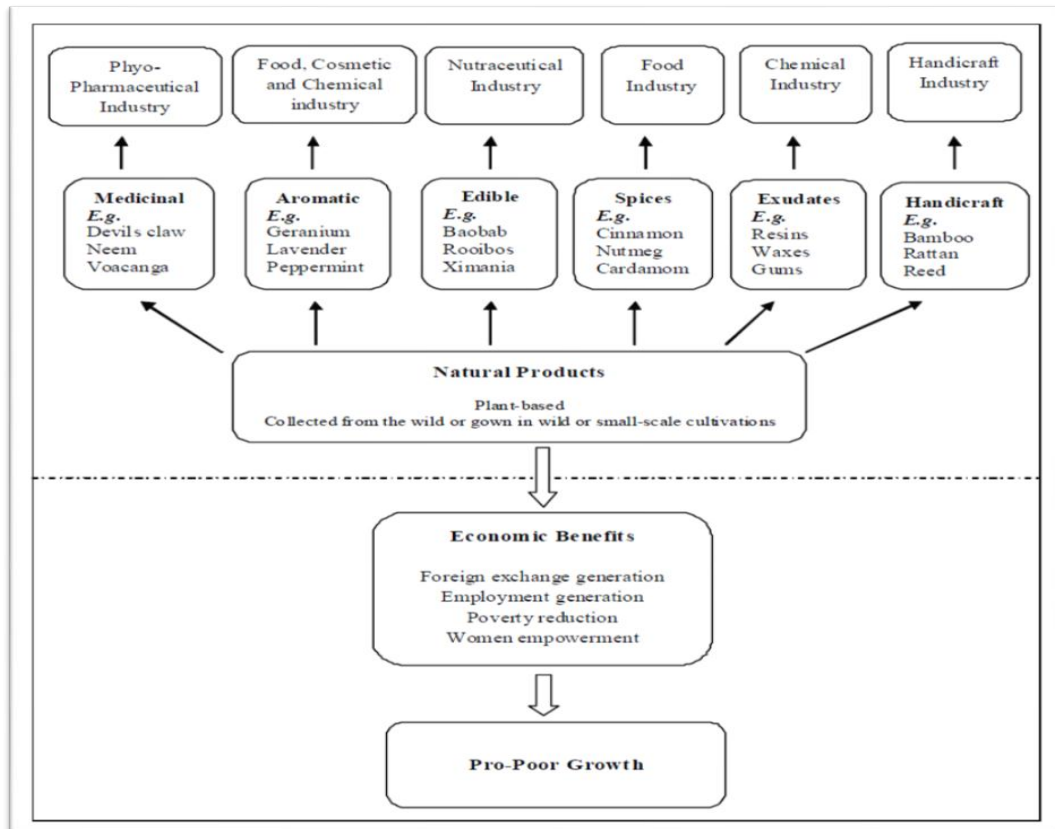 Phyo-
Pharmaceutical
Industry
Food, Cosmetic
and Chemical
industry
Nutraceutical
Industry
Food
Industry
Chemical
Industry
Handicraft
Industry
Medicinal
E.g.
Devils claw
Neem
Voacanga
Aromatic
E.g.
Geranium
Lavender
Peppermint
Edible
E.g.
Baobab
Rooibos
Ximania
Spices
E.g.
Cinnamon
Nutmeg
Cardamom
Exudates
E.g.
Resins
Waxes
Gums
Handicraft
E.g.
Bamboo
Rattan
Reed
Natural Products
Plant-based
Collected from the wild or gown in wild or small-scale cultivations
Economic Benefits
Foreign exchange generation
Employment generation
Poverty reduction
Women empowerment
Pro-Poor Growth